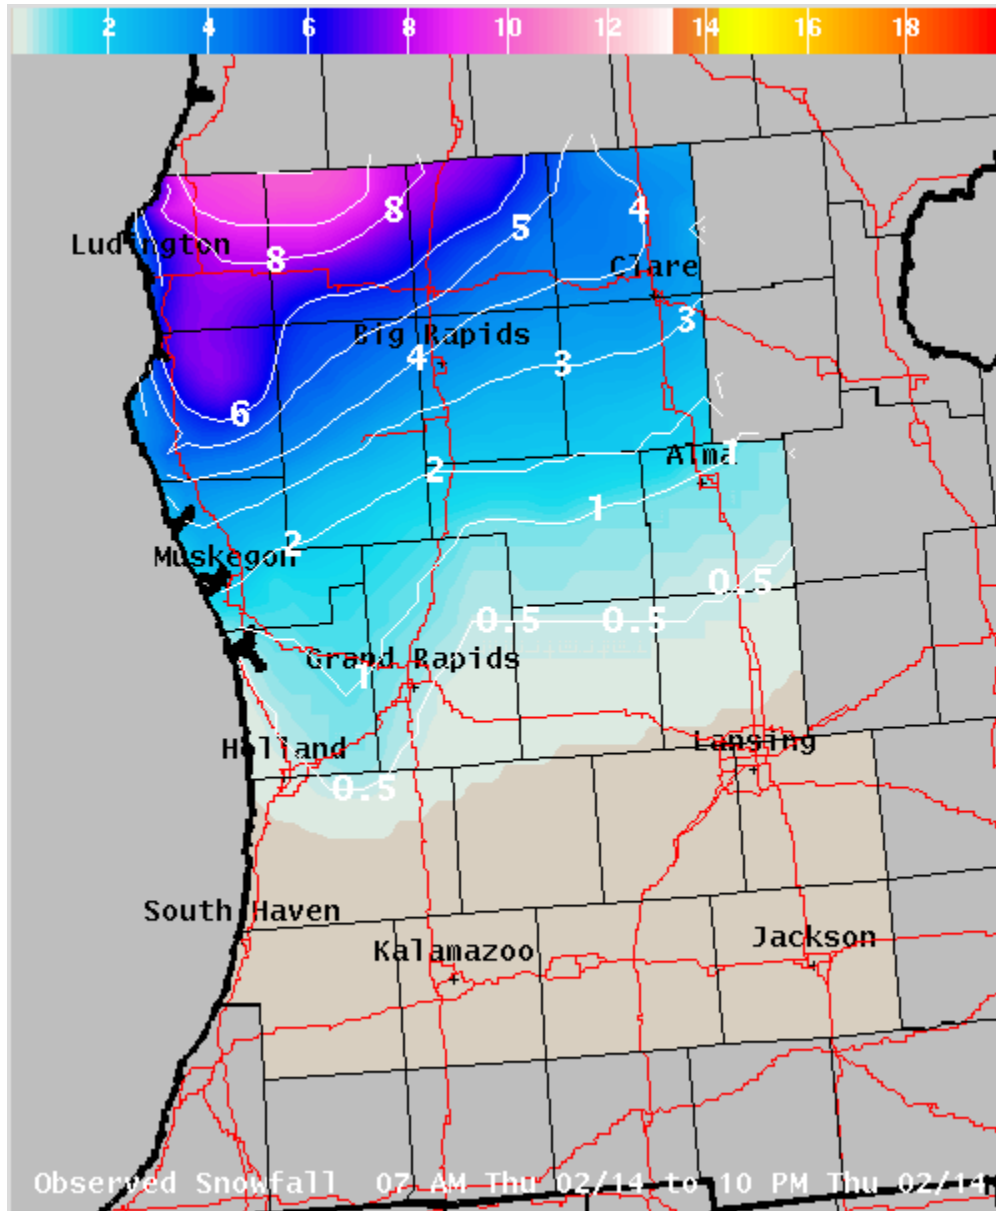 2 4 6 8 10 12 14 16 18
8
4
5
Ludington
8
Clare
3
Big Rapids
4
3
6
1
Alma
2
1
2
Muskegon
0.5
0.5 0.5
Grand Rapids
1
Lansing
Holland
0.5
South Haven
Jackson
Kalamazoo
Observed Snowfall 07 AM Thu 02/14 to 10 PM Thu 02/14